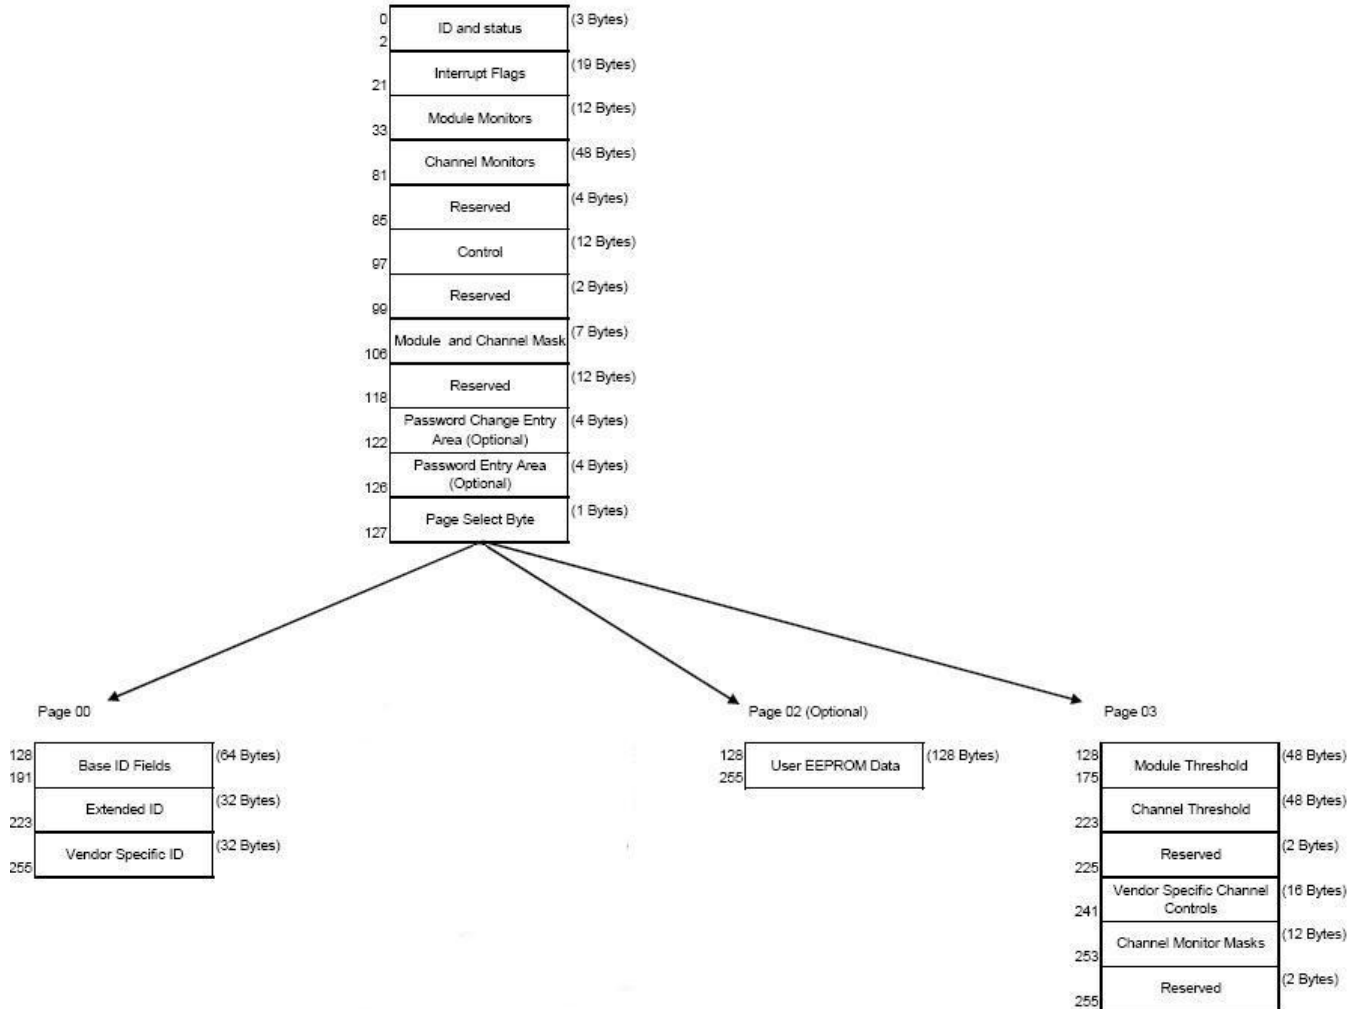 0
ID and status
(3 Bytes)
2
Interrupt Flags
(19 Bytes)
21
Module Monitors
(12 Bytes)
33
Channel Monitors
(48 Bytes)
81
Reserved
(4 Bytes)
85
Control
(12 Bytes)
97
Reserved
(2 Bytes)
99
Module and Channel Mask
(7 Bytes)
106
Reserved
(12 Bytes)
118
Password Change Entry
Area (Optional)
(4 Bytes)
122
Password Entry Area
(Optional)
(4 Bytes)
126
Page Select Byte
(1 Bytes)
127
Page 00
128
191
Base ID Fields
(64 Bytes)
Extended ID
(32 Bytes)
223
Vendor Specific ID
(32 Bytes)
255
Page 02 (Optional)
128
255
User EEPROM Data
(128 Bytes)
Page 03
128
175
Module Threshold
(48 Bytes)
Channel Threshold
(48 Bytes)
223
Reserved
(2 Bytes)
225
Vendor Specific Channel
Controls
(16 Bytes)
241
Channel Monitor Masks
(12 Bytes)
253
Reserved
(2 Bytes)
255